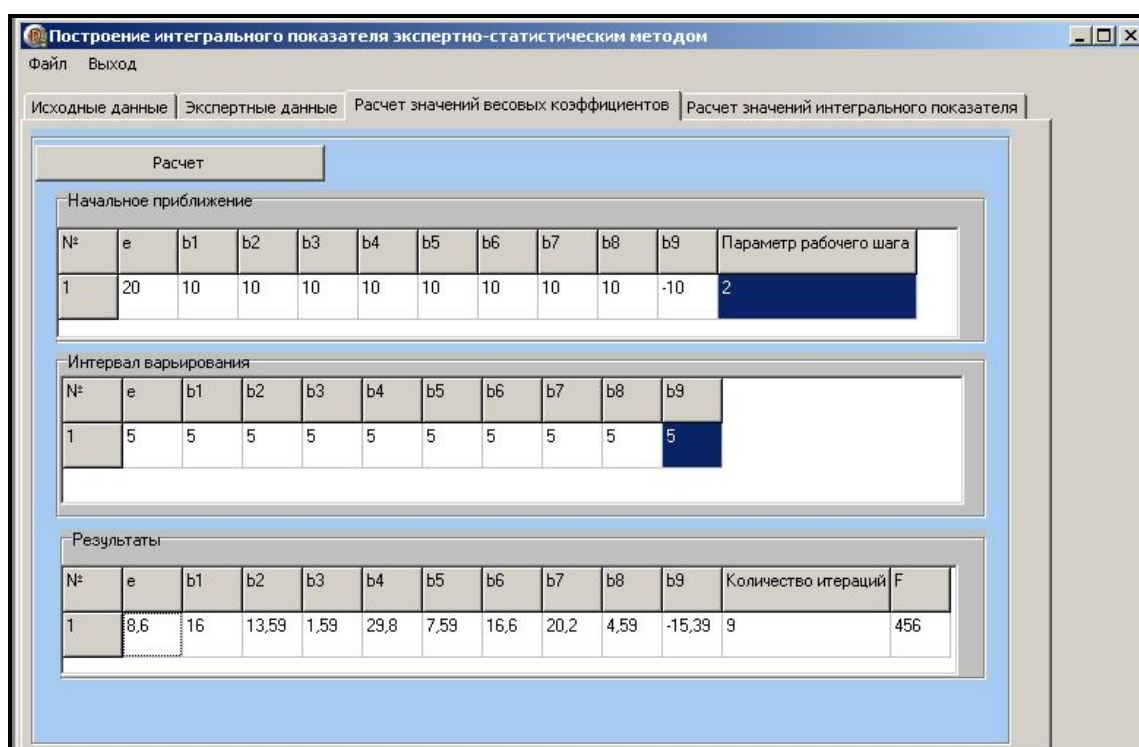 Построение интегрального показателя экспертно-статистическим методом
Файл Выход
Исходные данные Экспертные данные Расчет значений весовых коэффициентов Расчет значений интегрального показателя
Расчет
Начальное приближение
№ e b1 b2 b3 b4 b5 b6 b7 b8 b9 Параметр рабочего шага
1 20 10 10 10 10 10 10 10 10 -10 2
Интервал варьирования
№ e b1 b2 b3 b4 b5 b6 b7 b8 b9
1 5 5 5 5 5 5 5 5 5 5
Результаты
№ e b1 b2 b3 b4 b5 b6 b7 b8 b9 Количество итераций F
1 8,6 16 13,59 1,59 29,8 7,59 16,6 20,2 4,59 -15,39 9 456